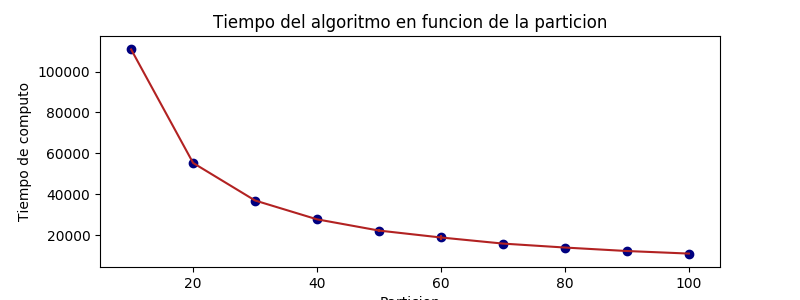 Tiempo del algoritmo en funcion de la particion
Tiempo de computo
100000
80000
60000
40000
20000
20 40 60 80 100
Particion